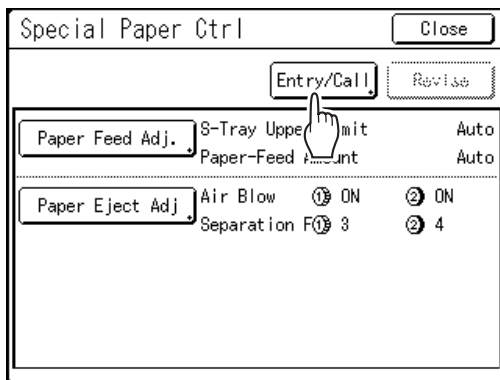 Special Paper Ctrl
Close
Entry/Call
Revise
Paper Feed Adj.
S-Tray Uppe mit
Auto
Paper-Feed unt
Auto
Paper Eject Adj
Air Blow ① ON ② ON
Separation F① 3 ② 4